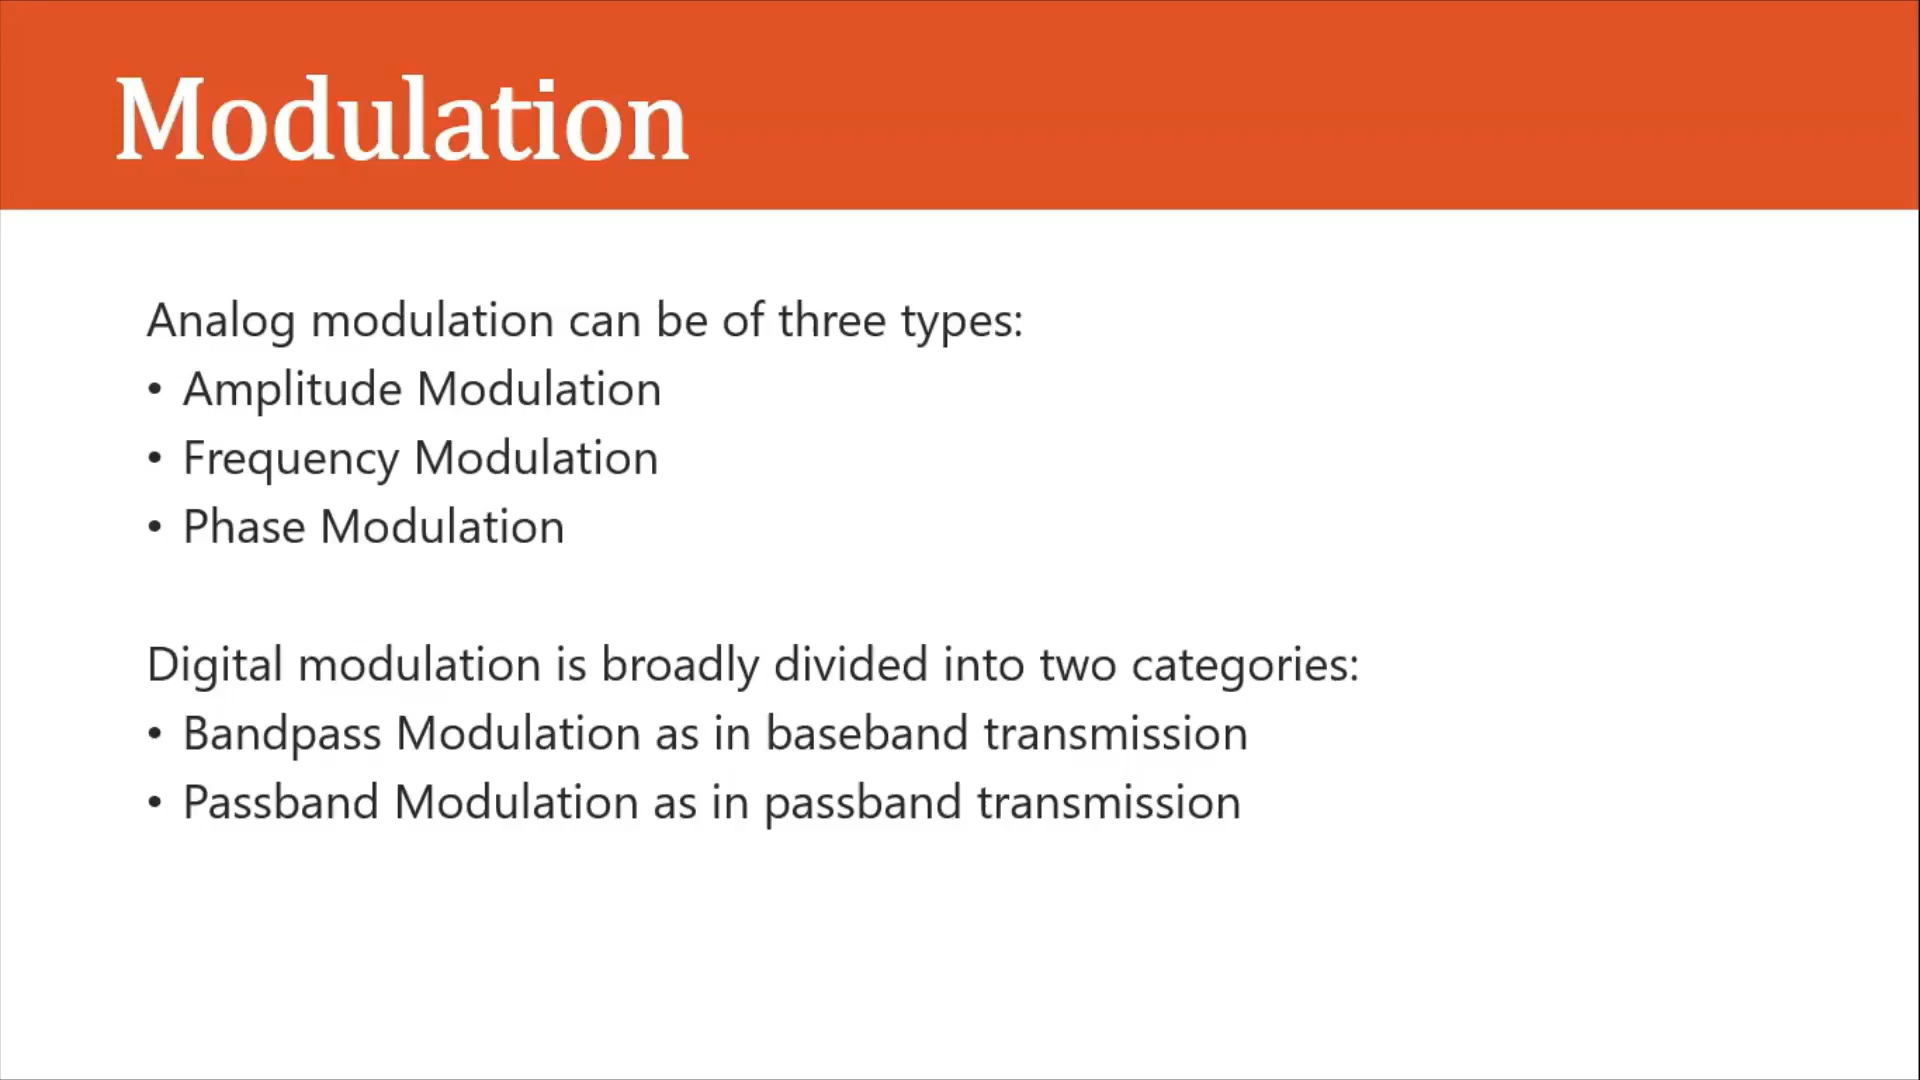 Modulation
Analog modulation can be of three types:
• Amplitude Modulation
• Frequency Modulation
• Phase Modulation
Digital modulation is broadly divided into two categories:
• Bandpass Modulation as in baseband transmission
• Passband Modulation as in passband transmission